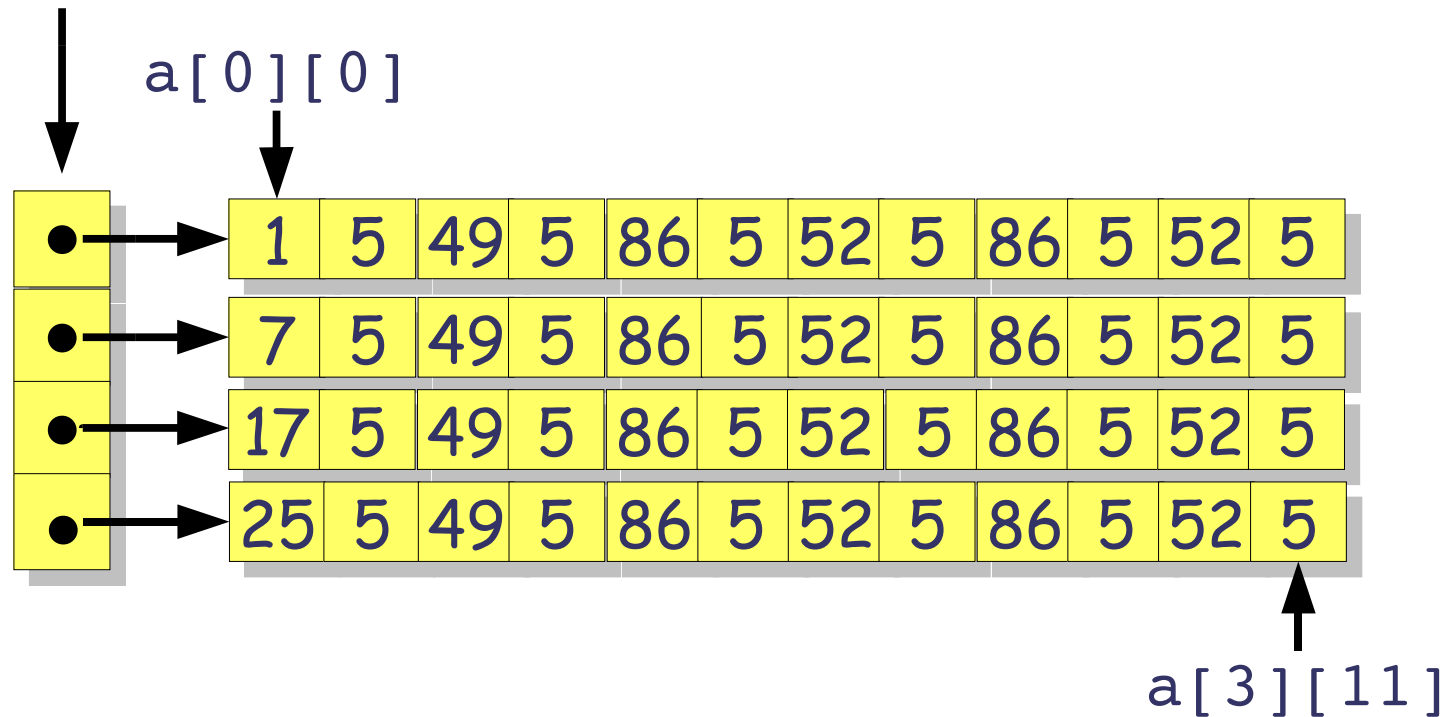 a[0][0]
1 5 49 5 86 5 52 5 86 5 52 5
7 5 49 5 86 5 52 5 86 5 52 5
17 5 49 5 86 5 52 5 86 5 52 5
25 5 49 5 86 5 52 5 86 5 52 5
a[3][11]